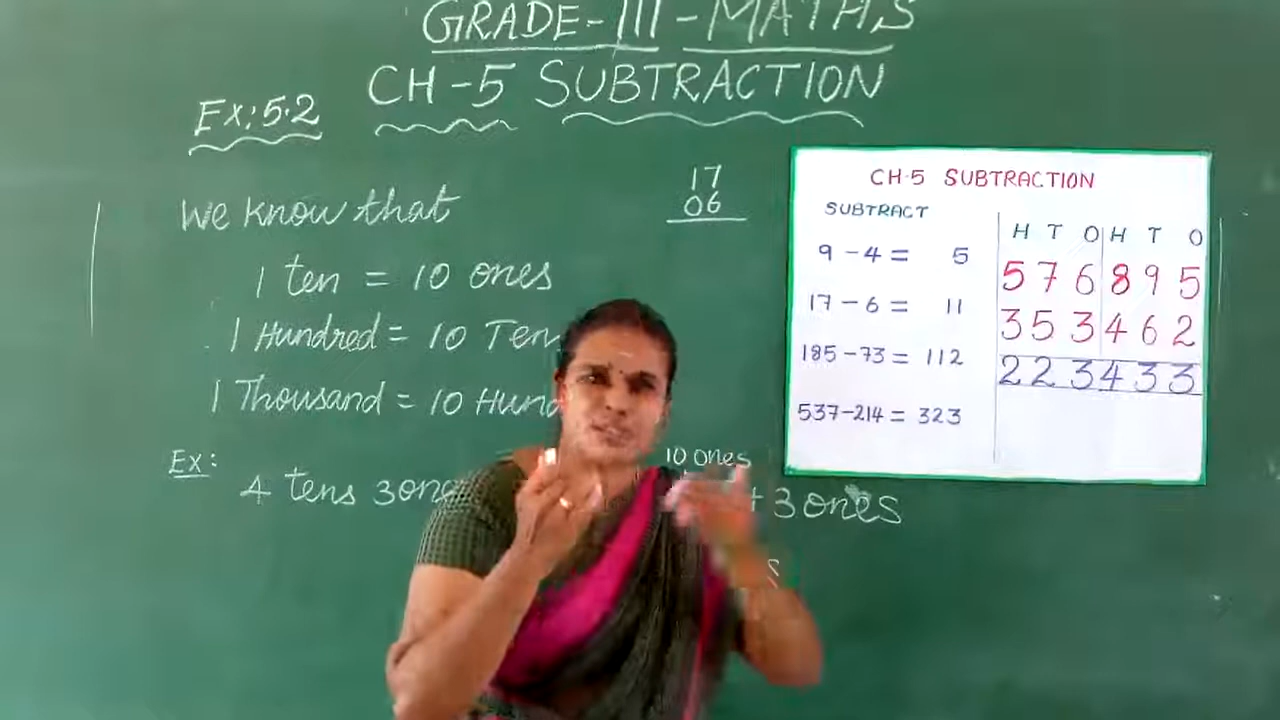 GRADE-III-MATHS
CH-5 SUBTRACTION
Ex:5.2
We know that
1 ten = 10 ones
1 Hundred = 10 Ten
1 Thousand = 10 Hund
Ex:
4 tens 3 one
10 ones
+ 3 ones
s
17
06
CH-5 SUBTRACTION
SUBTRACT
9 - 4 = 5
17 - 6 = 11
185 - 73 = 112
537 - 214 = 323
H T O H T O
5 7 6 8 9 5
3 5 3 4 6 2
2 2 3 4 3 3